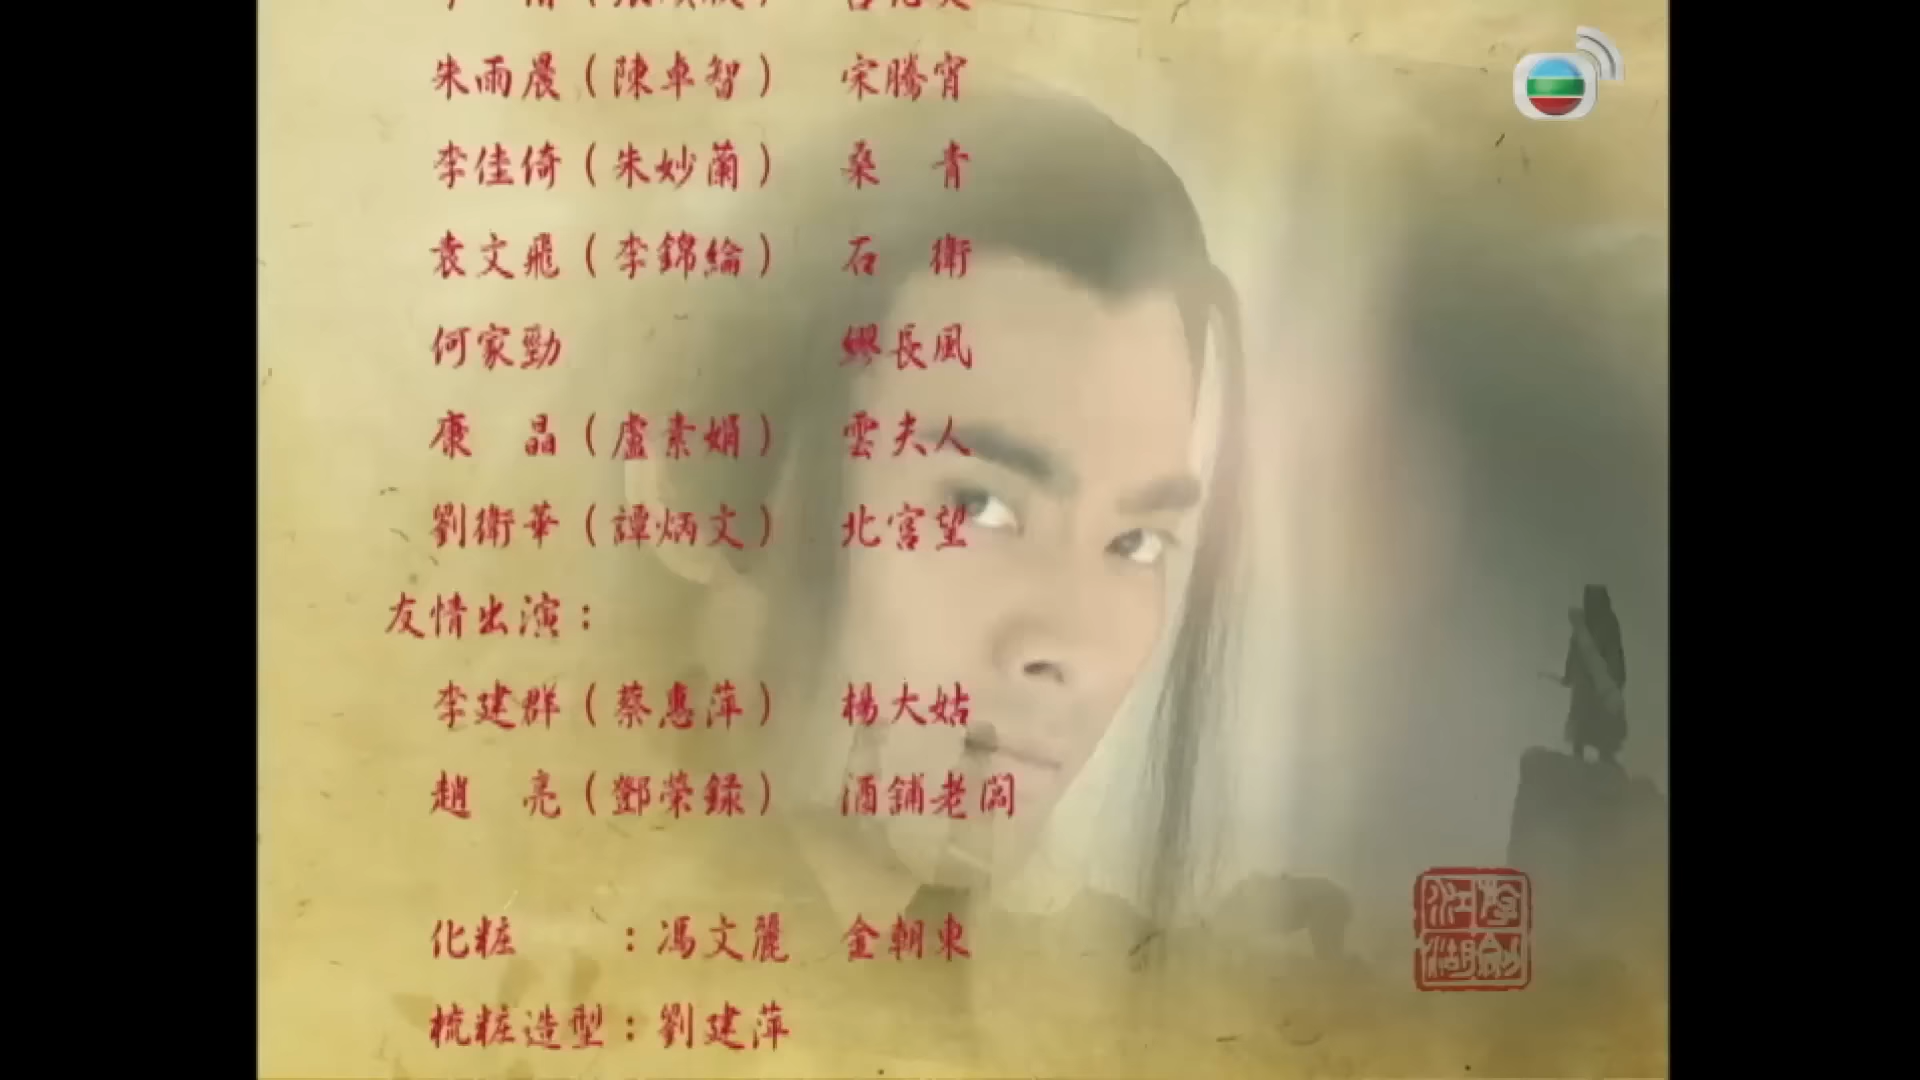 朱雨晨（陳卓智） 宋騰宵
李佳倚（朱妙蘭） 桑 青
袁文飛（李錦綸） 石 衛
何家勁 繆長風
康 晶（盧素娟） 雲夫人
劉衛華（譚炳文） 北宮望
友情出演：
李建群（蔡惠萍） 楊大姑
趙 亮（鄧榮錄） 酒舖老闆
化粧 ：馮文麗 金朝東
梳粧造型：劉建萍